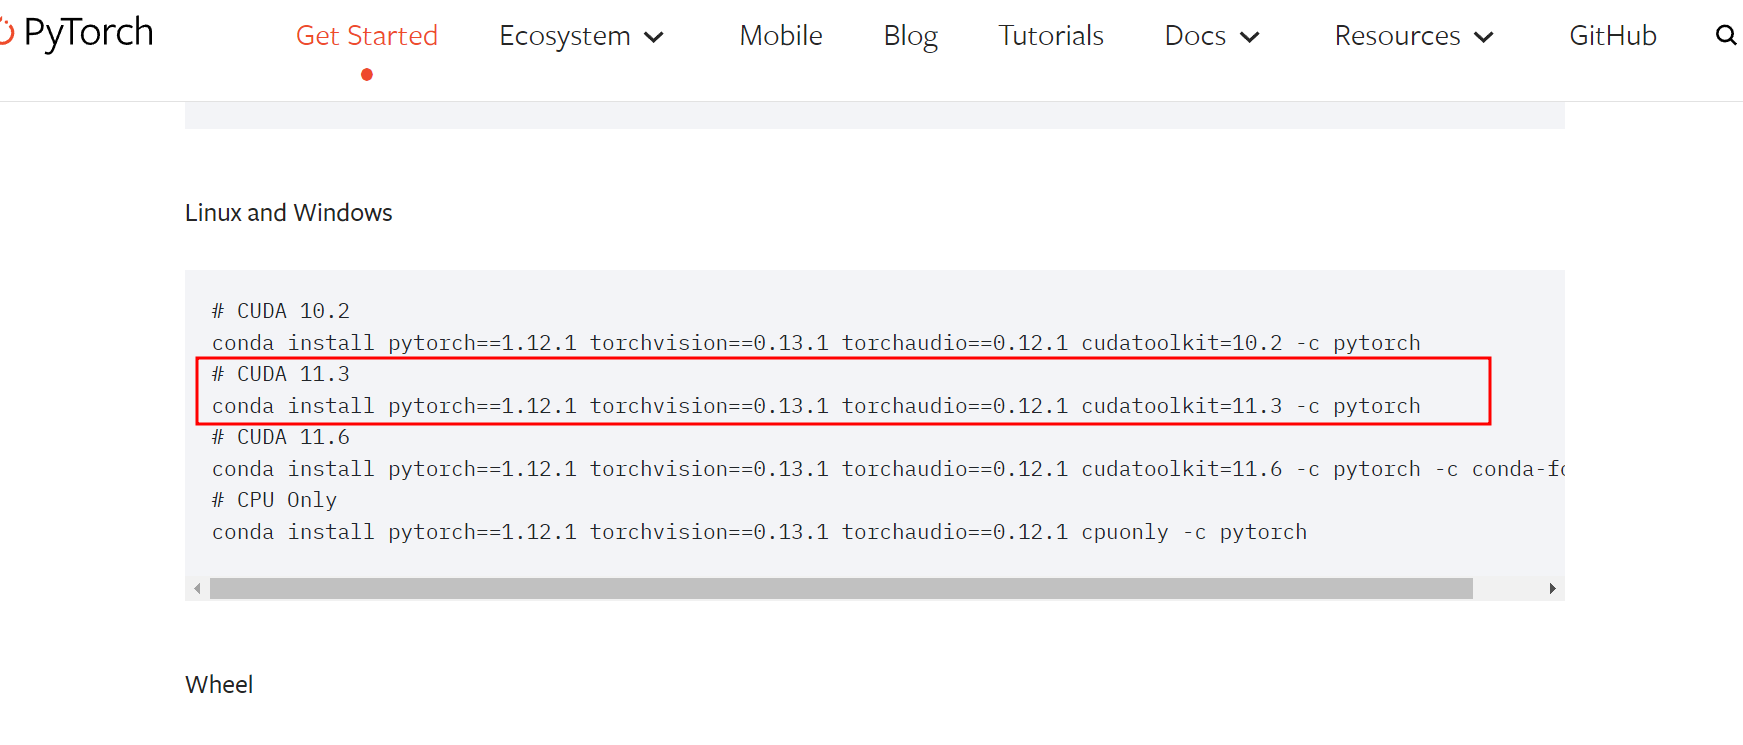 PyTorch Get Started Ecosystem Mobile Blog Tutorials Docs Resources GitHub
Linux and Windows
# CUDA 10.2
conda install pytorch==1.12.1 torchvision==0.13.1 torchaudio==0.12.1 cudatoolkit=10.2 -c pytorch
# CUDA 11.3
conda install pytorch==1.12.1 torchvision==0.13.1 torchaudio==0.12.1 cudatoolkit=11.3 -c pytorch
# CUDA 11.6
conda install pytorch==1.12.1 torchvision==0.13.1 torchaudio==0.12.1 cudatoolkit=11.6 -c pytorch -c
# CPU Only
conda install pytorch==1.12.1 torchvision==0.13.1 torchaudio==0.12.1 cpuonly -c pytorch
Wheel